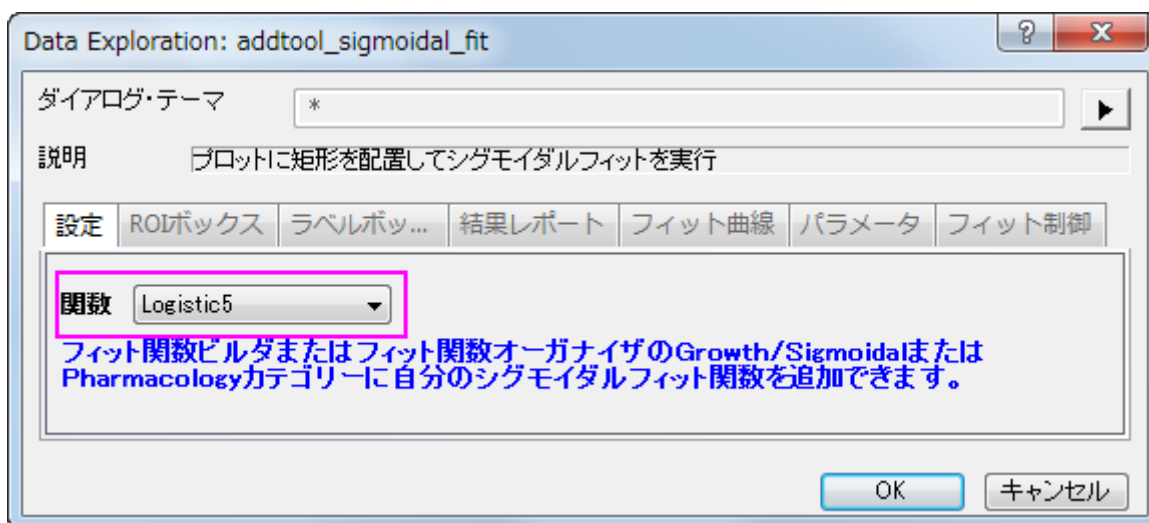 Data Exploration: addtool_sigmoidal_fit
ダイアログ・テーマ *
説明 プロットに矩形を配置してシグモイダルフィットを実行
設定 ROIボックス ラベルボッ... 結果レポート フィット曲線 パラメータ フィット制御
関数 Logistic5
フィット関数ビルダまたはフィット関数オーガナイザのGrowth/Sigmoidalまたは
Pharmacologyカテゴリーに自分のシグモイダルフィット関数を追加できます。
OK キャンセル